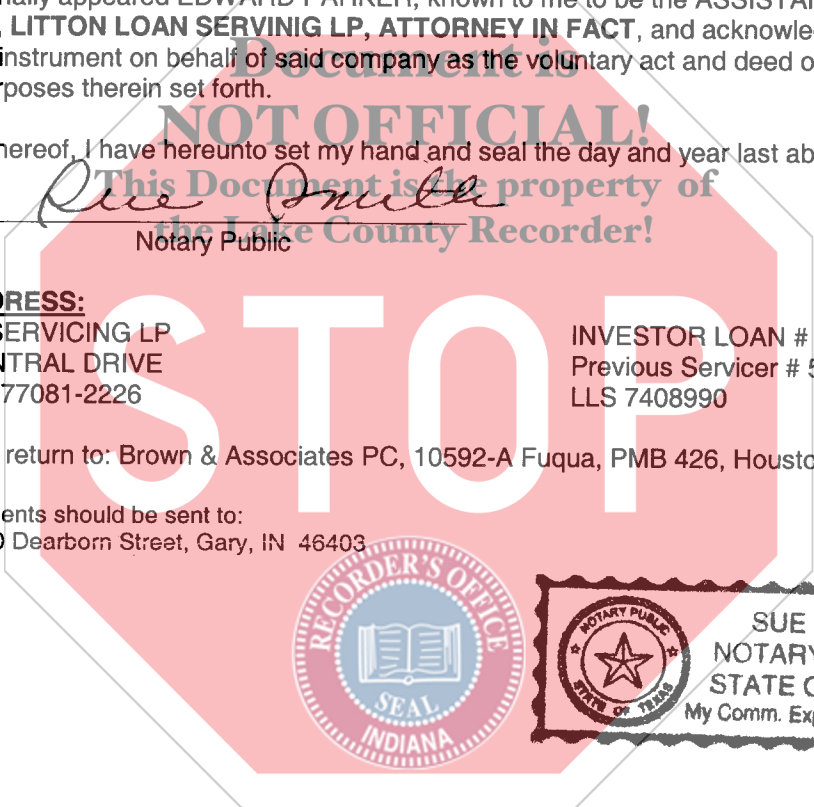 nally appeared EDWARD PARKER, known to me to be the ASSISTAN
, LITTON LOAN SERVINIG LP, ATTORNEY IN FACT, and acknowle
instrument on behalf of said company as the voluntary act and deed o
rposes therein set forth.
Document is
NOT OFFICIAL!
This Document is the property of
the Lake County Recorder!
hereof, I have hereunto set my hand and seal the day and year last ab
Sue Smith
Notary Public
DRESS:
SERVICING LP
NTRAL DRIVE
77081-2226
INVESTOR LOAN #
Previous Servicer # 5
LLS 7408990
STOP
return to: Brown & Associates PC, 10592-A Fuqua, PMB 426, Housto
ents should be sent to:
0 Dearborn Street, Gary, IN 46403
RECORDER'S OFFICE
SEAL
INDIANA
NOTARY PUBLIC
STATE OF TEXAS
SUE
NOTARY
STATE O
My Comm. Exp